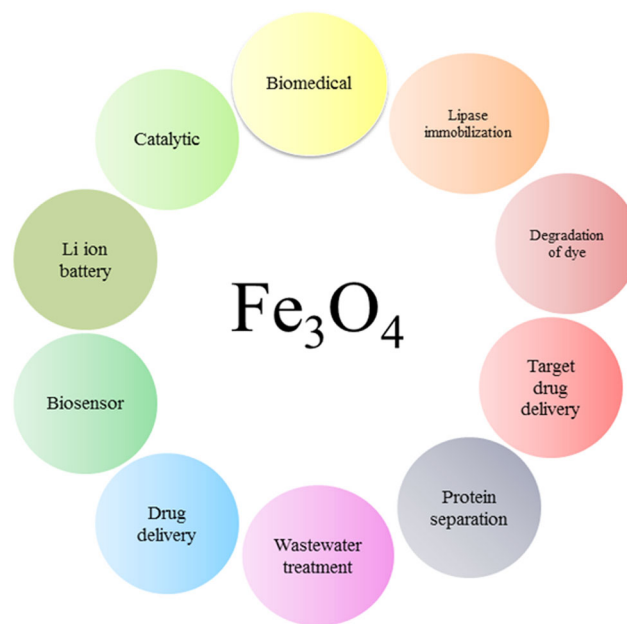 Biomedical
Lipase
immobilization
Degradation
of dye
Target
drug
delivery
Protein
separation
Wastewater
treatment
Drug
delivery
Biosensor
Li ion
battery
Catalytic
Fe₃O₄